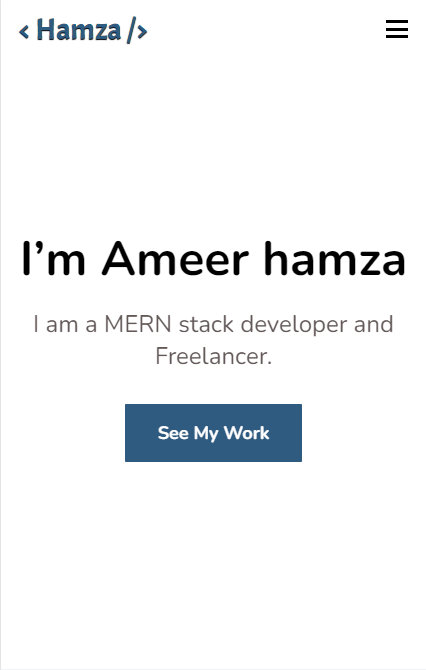 < Hamza />
I’m Ameer hamza
I am a MERN stack developer and
Freelancer.
See My Work